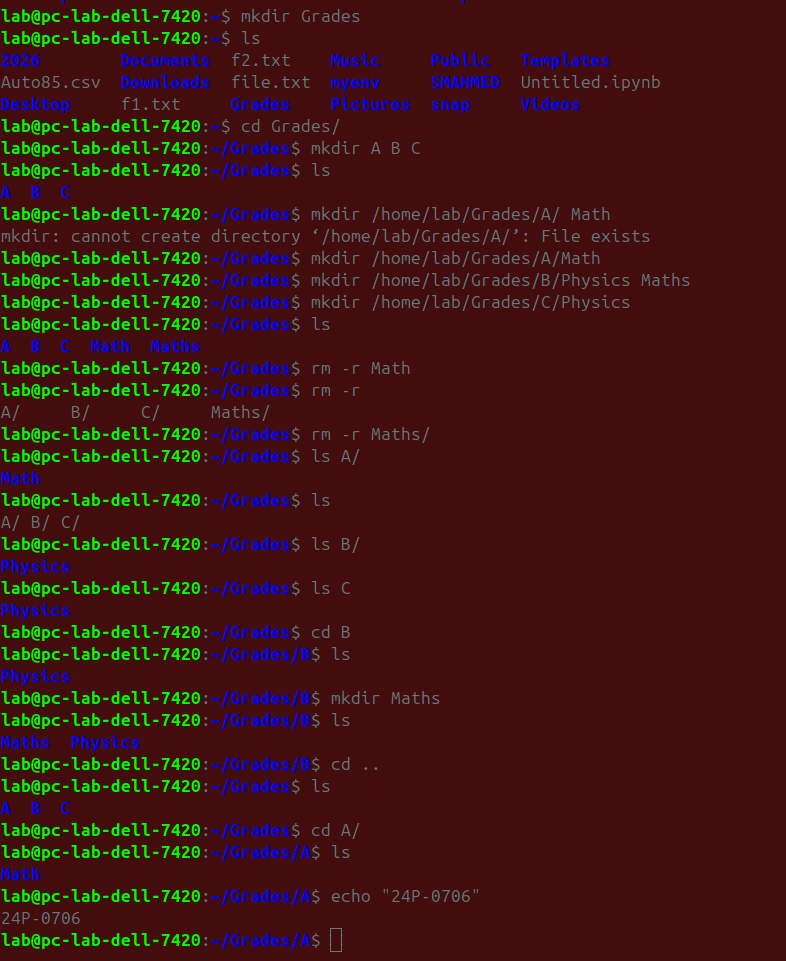 lab@pc-lab-dell-7420:~$ mkdir Grades
lab@pc-lab-dell-7420:~$ ls
2026        Documents  f2.txt    Music     Public   Templates
Auto85.csv  Downloads  file.txt  myenv     SMAHMED  Untitled.ipynb
Desktop     f1.txt     Grades    Pictures  snap     Videos
lab@pc-lab-dell-7420:~$ cd Grades/
lab@pc-lab-dell-7420:~/Grades$ mkdir A B C
lab@pc-lab-dell-7420:~/Grades$ ls
A  B  C
lab@pc-lab-dell-7420:~/Grades$ mkdir /home/lab/Grades/A/ Math
mkdir: cannot create directory ‘/home/lab/Grades/A/’: File exists
lab@pc-lab-dell-7420:~/Grades$ mkdir /home/lab/Grades/A/Math
lab@pc-lab-dell-7420:~/Grades$ mkdir /home/lab/Grades/B/Physics Maths
lab@pc-lab-dell-7420:~/Grades$ mkdir /home/lab/Grades/C/Physics
lab@pc-lab-dell-7420:~/Grades$ ls
A  B  C  Math  Maths
lab@pc-lab-dell-7420:~/Grades$ rm -r Math
lab@pc-lab-dell-7420:~/Grades$ rm -r
A/     B/     C/     Maths/
lab@pc-lab-dell-7420:~/Grades$ rm -r Maths/
lab@pc-lab-dell-7420:~/Grades$ ls A/
Math
lab@pc-lab-dell-7420:~/Grades$ ls
A/ B/ C/
lab@pc-lab-dell-7420:~/Grades$ ls B/
Physics
lab@pc-lab-dell-7420:~/Grades$ ls C
Physics
lab@pc-lab-dell-7420:~/Grades$ cd B
lab@pc-lab-dell-7420:~/Grades/B$ ls
Physics
lab@pc-lab-dell-7420:~/Grades/B$ mkdir Maths
lab@pc-lab-dell-7420:~/Grades/B$ ls
Maths  Physics
lab@pc-lab-dell-7420:~/Grades/B$ cd ..
lab@pc-lab-dell-7420:~/Grades$ ls
A  B  C
lab@pc-lab-dell-7420:~/Grades$ cd A/
lab@pc-lab-dell-7420:~/Grades/A$ ls
Math
lab@pc-lab-dell-7420:~/Grades/A$ echo "24P-0706"
24P-0706
lab@pc-lab-dell-7420:~/Grades/A$